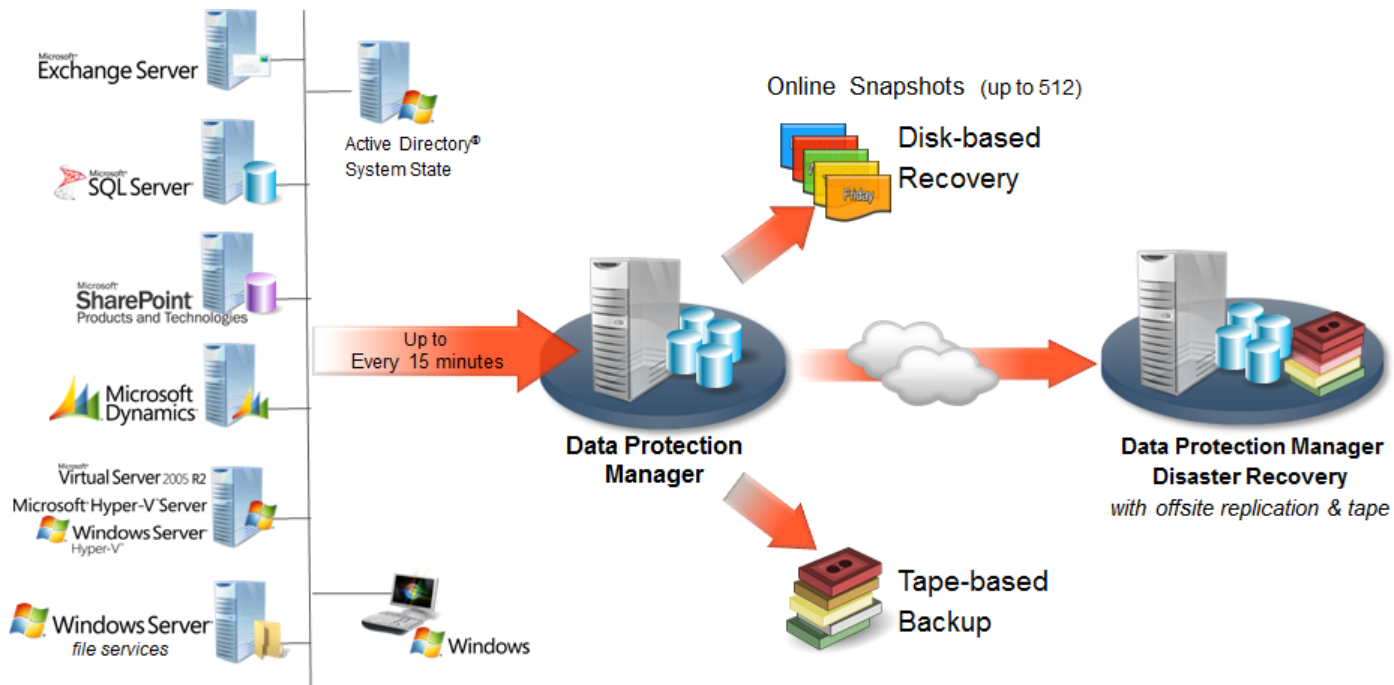 Microsoft®
Exchange Server
Active Directory®
System State
Microsoft®
SQL Server
Microsoft®
SharePoint
Products and Technologies
Microsoft
Dynamics
Microsoft®
Virtual Server 2005 R2
Microsoft® Hyper-V™ Server
Windows Server
Hyper-V™
Windows Server
file services
Windows
Up to
Every 15 minutes
Data Protection
Manager
Online Snapshots (up to 512)
Friday
Disk-based
Recovery
Tape-based
Backup
Data Protection Manager
Disaster Recovery
with offsite replication & tape